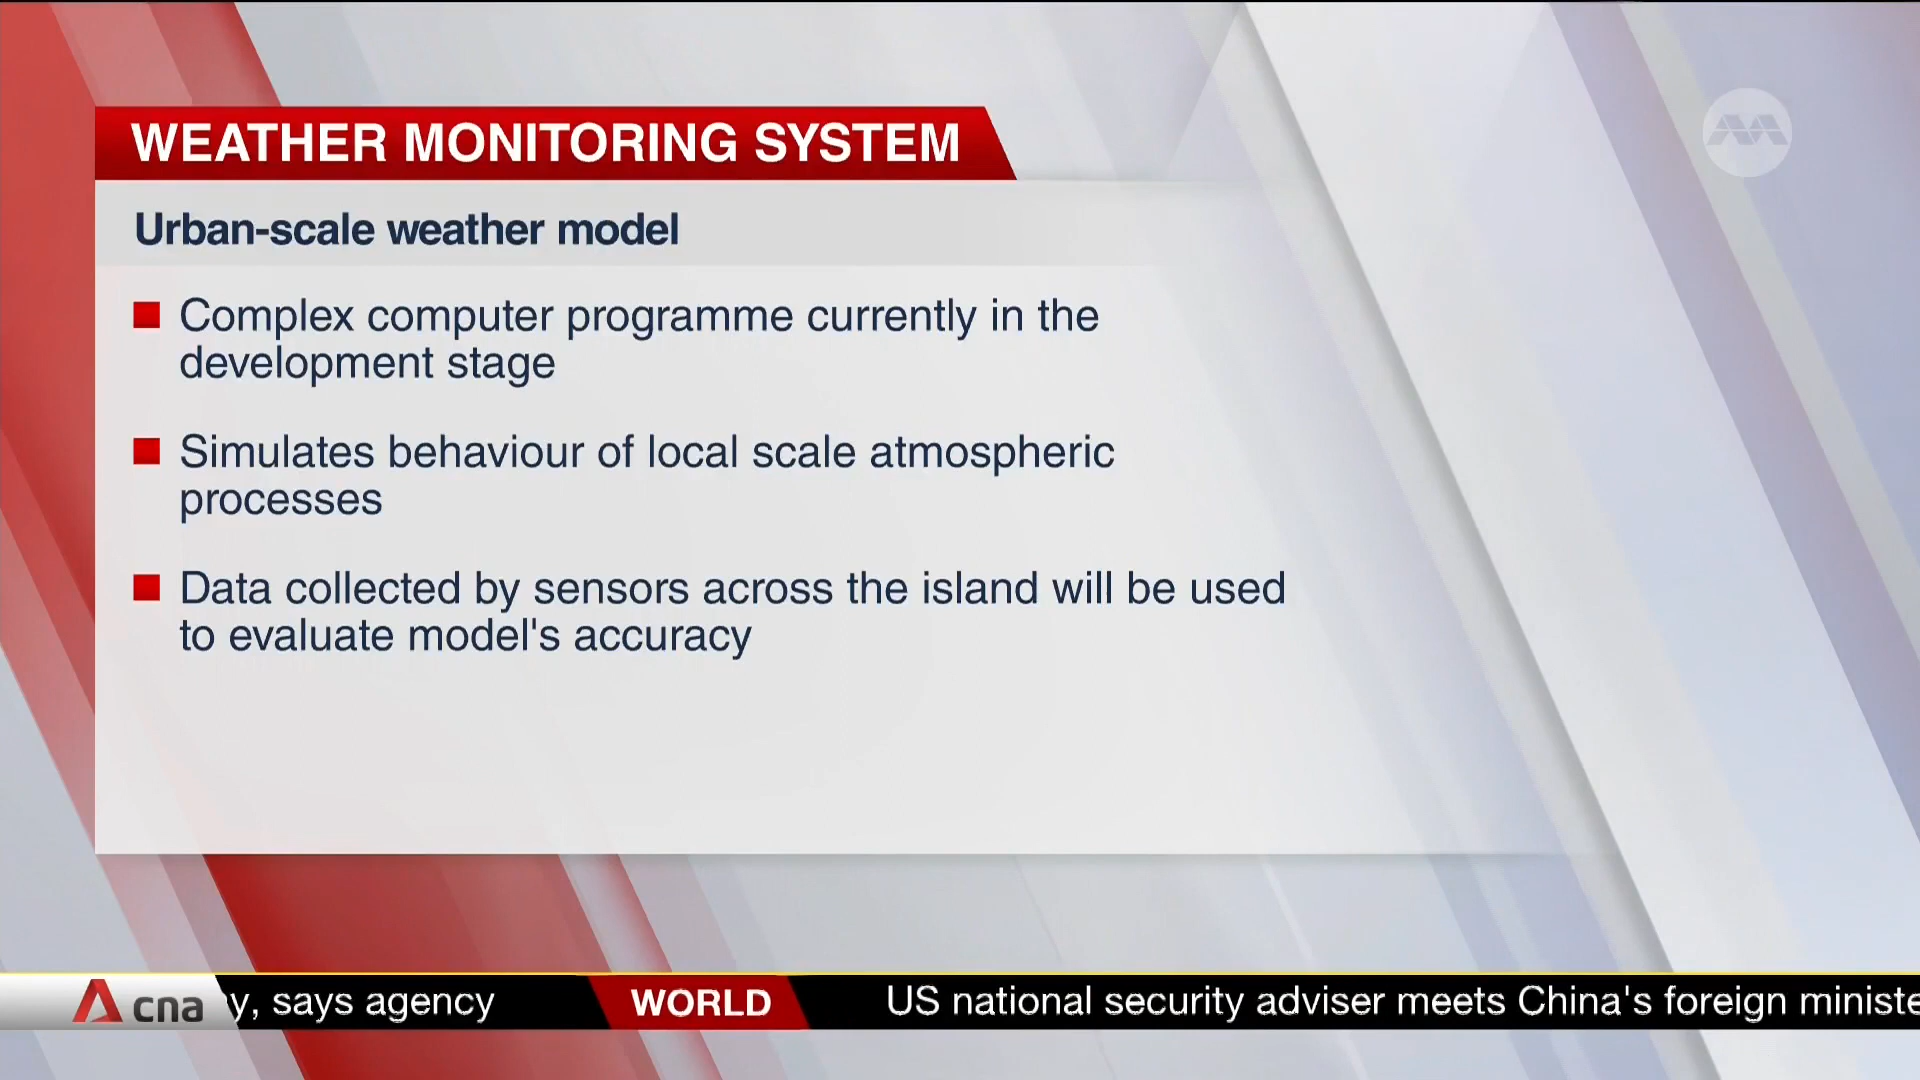 WEATHER MONITORING SYSTEM
Urban-scale weather model
Complex computer programme currently in the
development stage
Simulates behaviour of local scale atmospheric
processes
Data collected by sensors across the island will be used
to evaluate model's accuracy
cna
y, says agency WORLD US national security adviser meets China's foreign ministe